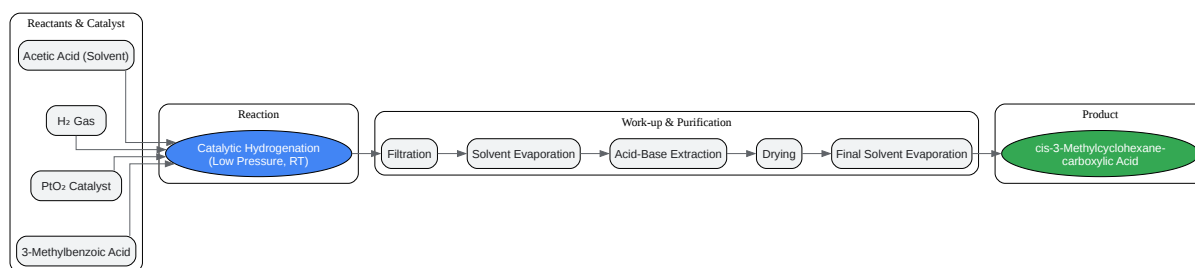 Reactants & Catalyst
Acetic Acid (Solvent)
H₂ Gas
PtO₂ Catalyst
3-Methylbenzoic Acid
Reaction
Catalytic Hydrogenation
(Low Pressure, RT)
Work-up & Purification
Filtration
Solvent Evaporation
Acid-Base Extraction
Drying
Final Solvent Evaporation
Product
cis-3-Methylcyclohexane-
carboxylic Acid